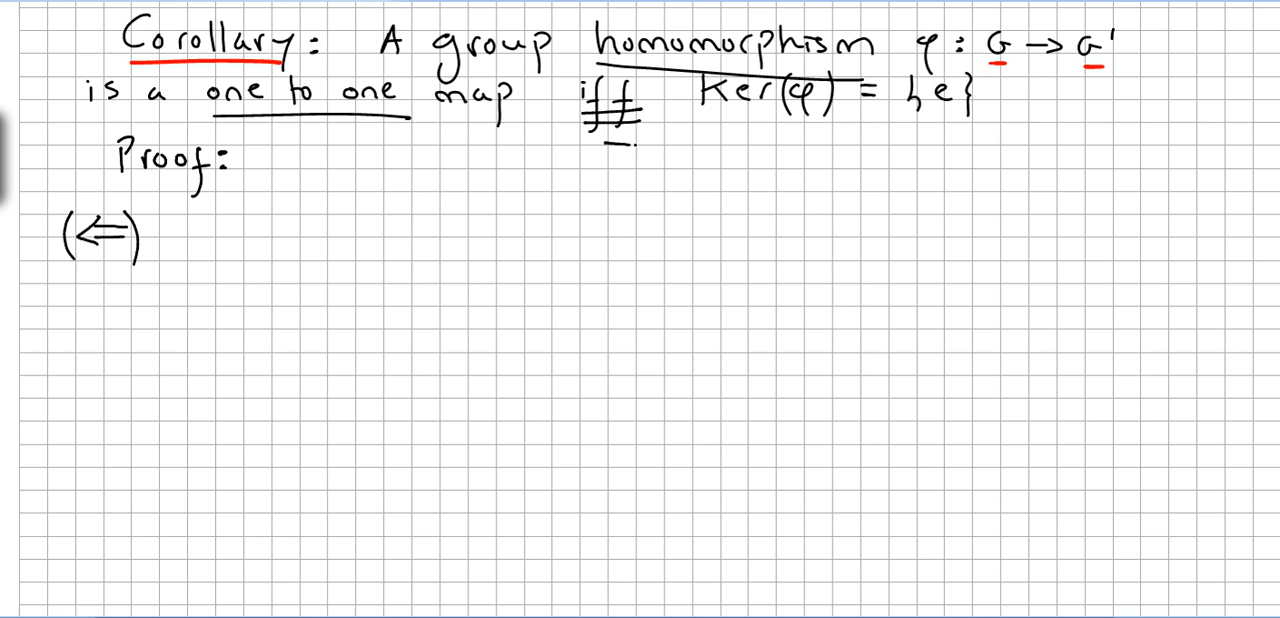 Corollary: A group homomorphism φ: G → G'
is a one to one map iff Ker(φ) = {e}
Proof:
(⇐)